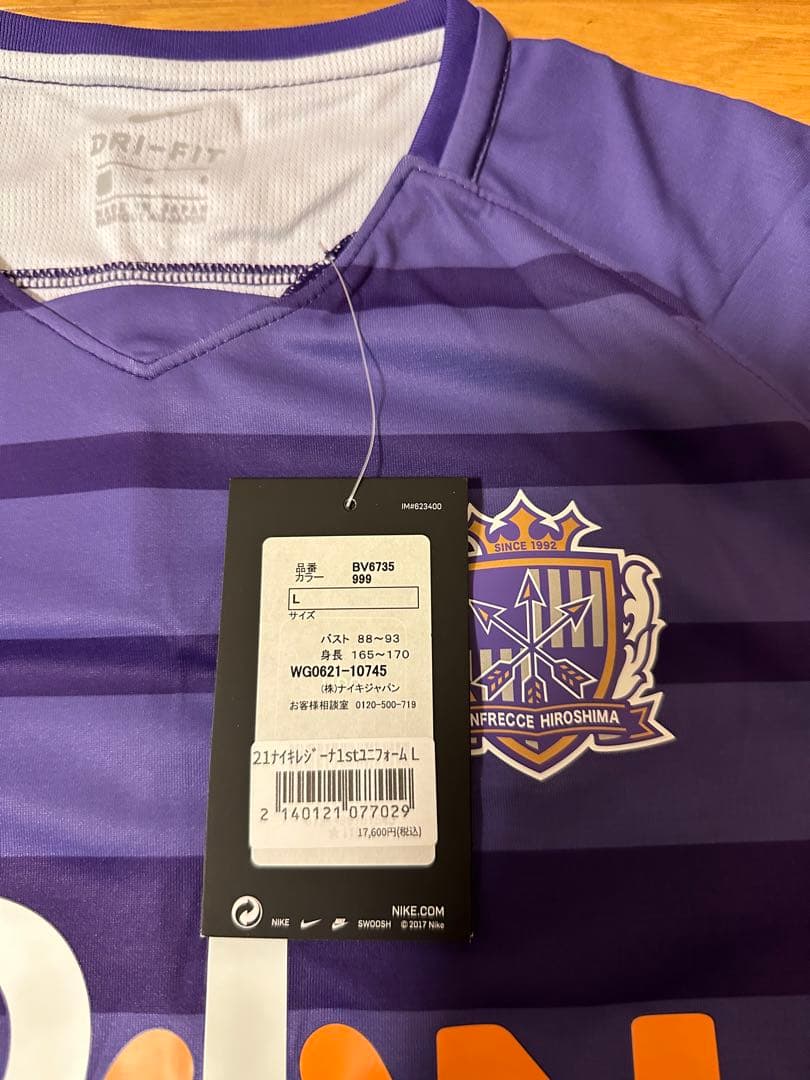 DRI-FIT
IM#623400
品番 BV6735
カラー 999
L
サイズ
バスト 88～93
身長 165～170
WG0621-10745
(株)ナイキジャパン
お客様相談室 0120-500-719
21ナイキレジーナ1stユニフォーム L
2 140121 077029
17,600円(税込)
NIKE.COM
NIKE SWOOSH © 2017 Nike
SINCE 1992
NFRECCE HIROSHIMA